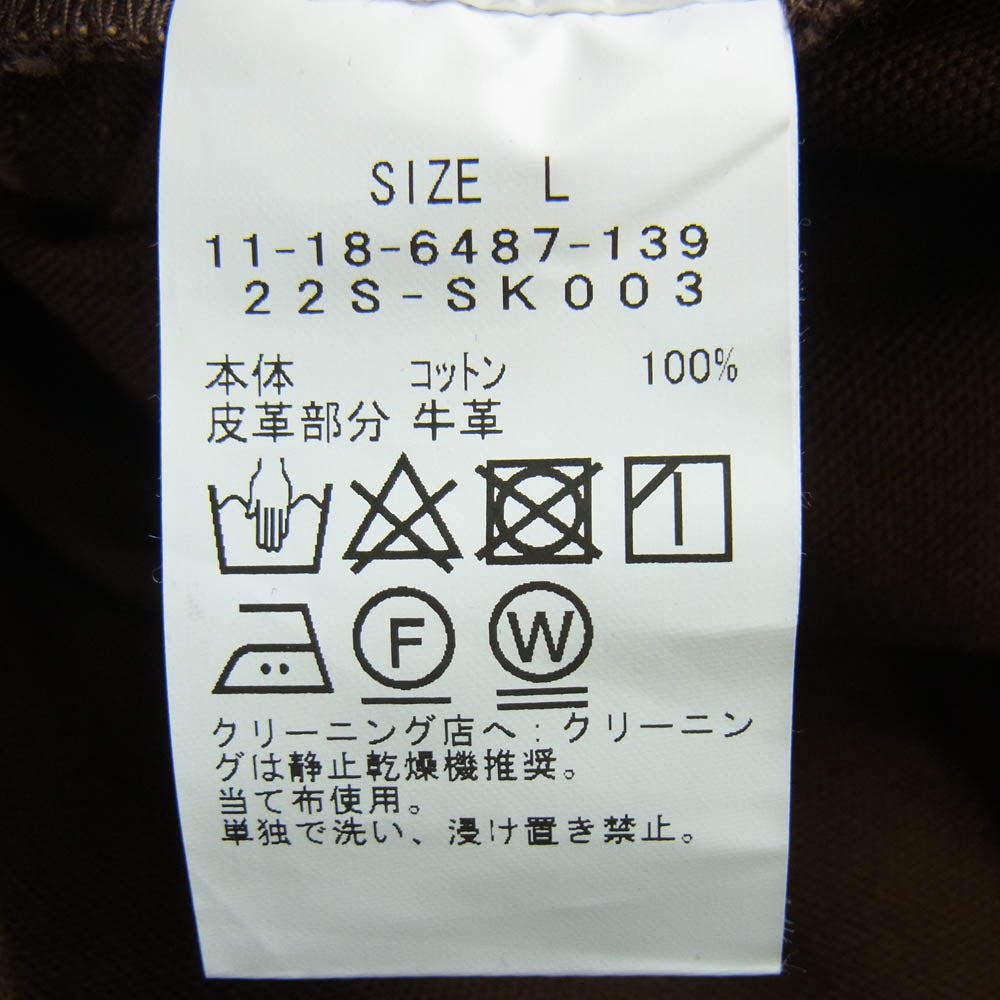 SIZE L
11-18-6487-139
22S-SK003
本体 コットン 100%
皮革部分 牛革
F W
クリーニング店へ:クリーニン
グは静止乾燥機推奨。
当て布使用。
単独で洗い、浸け置き禁止。